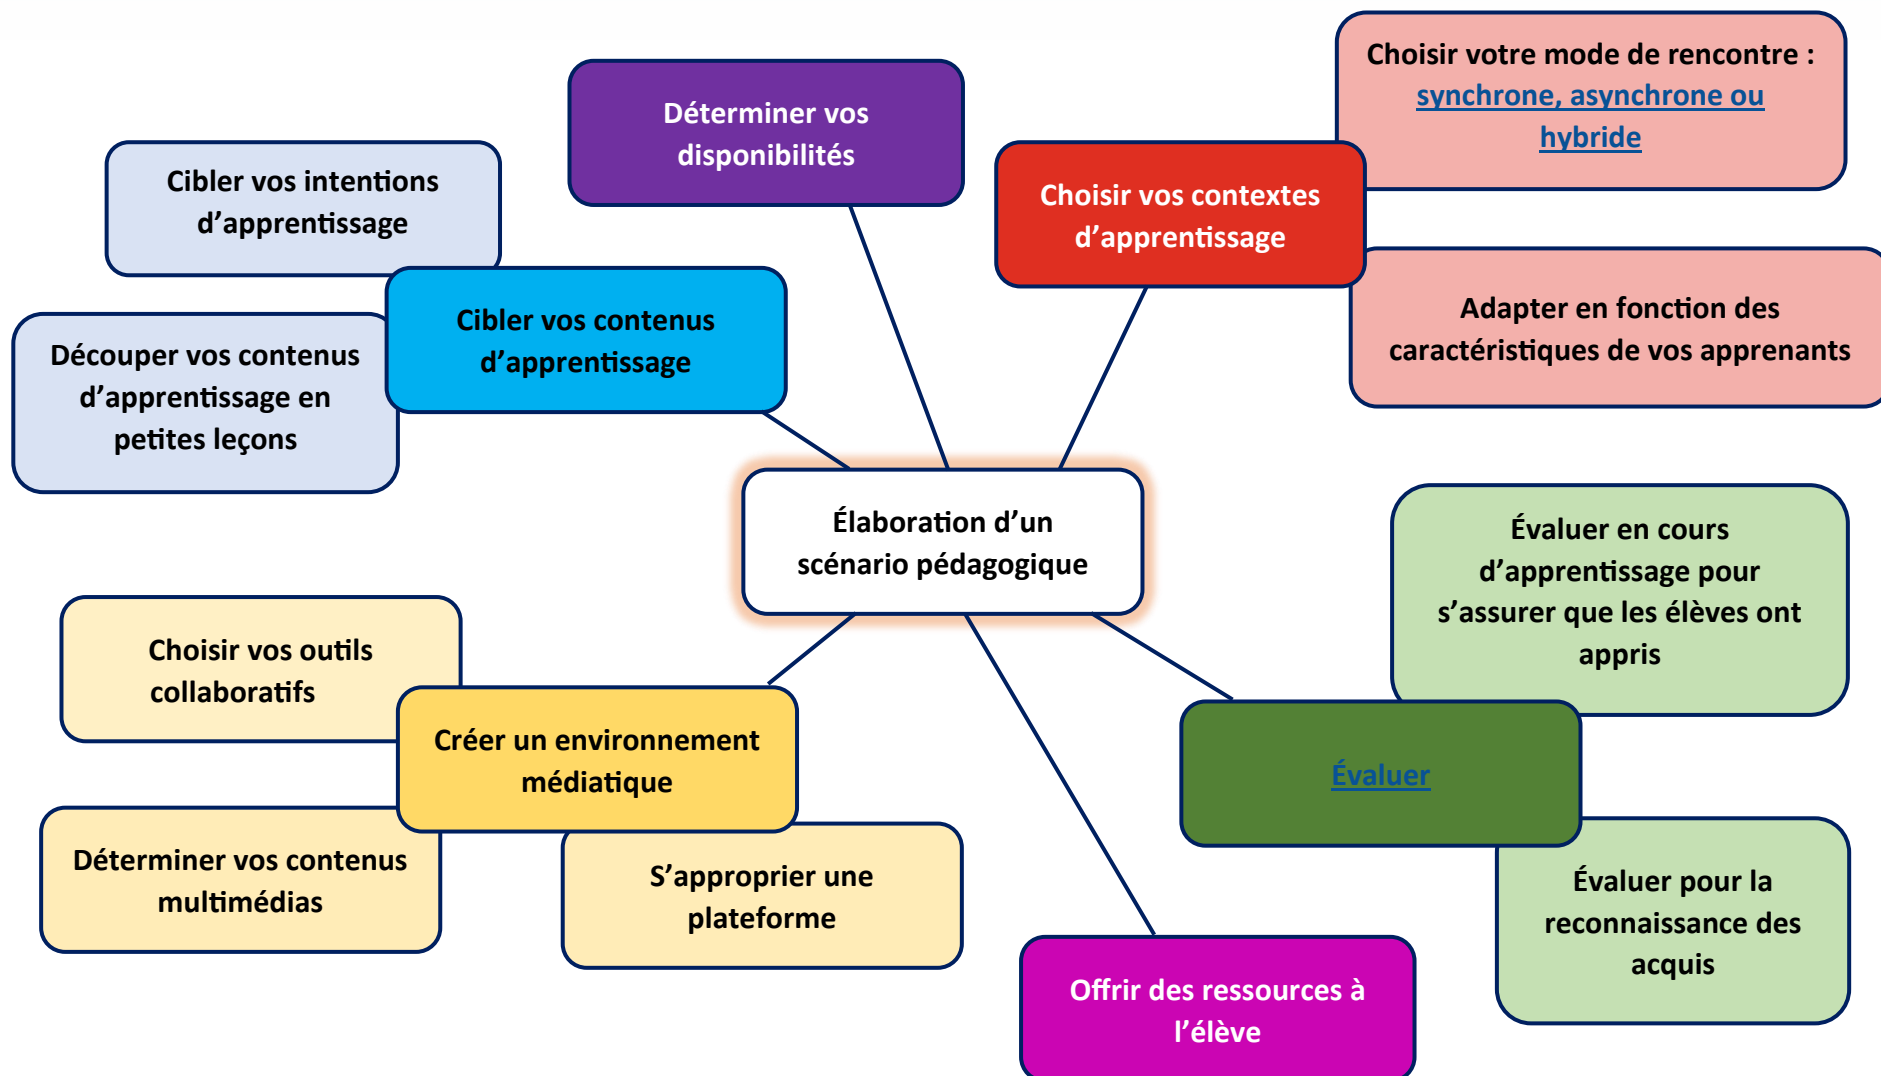 Choisir votre mode de rencontre :
synchrone, asynchrone ou
hybride
Déterminer vos
disponibilités
Cibler vos intentions
d’apprentissage
Choisir vos contextes
d’apprentissage
Adapter en fonction des
caractéristiques de vos apprenants
Cibler vos contenus
d’apprentissage
Découper vos contenus
d’apprentissage en
petites leçons
Élaboration d’un
scénario pédagogique
Évaluer en cours
d’apprentissage pour
s’assurer que les élèves ont
appris
Choisir vos outils
collaboratifs
Créer un environnement
médiatique
Évaluer
Déterminer vos contenus
multimédias
S’approprier une
plateforme
Évaluer pour la
reconnaissance des
acquis
Offrir des ressources à
l’élève